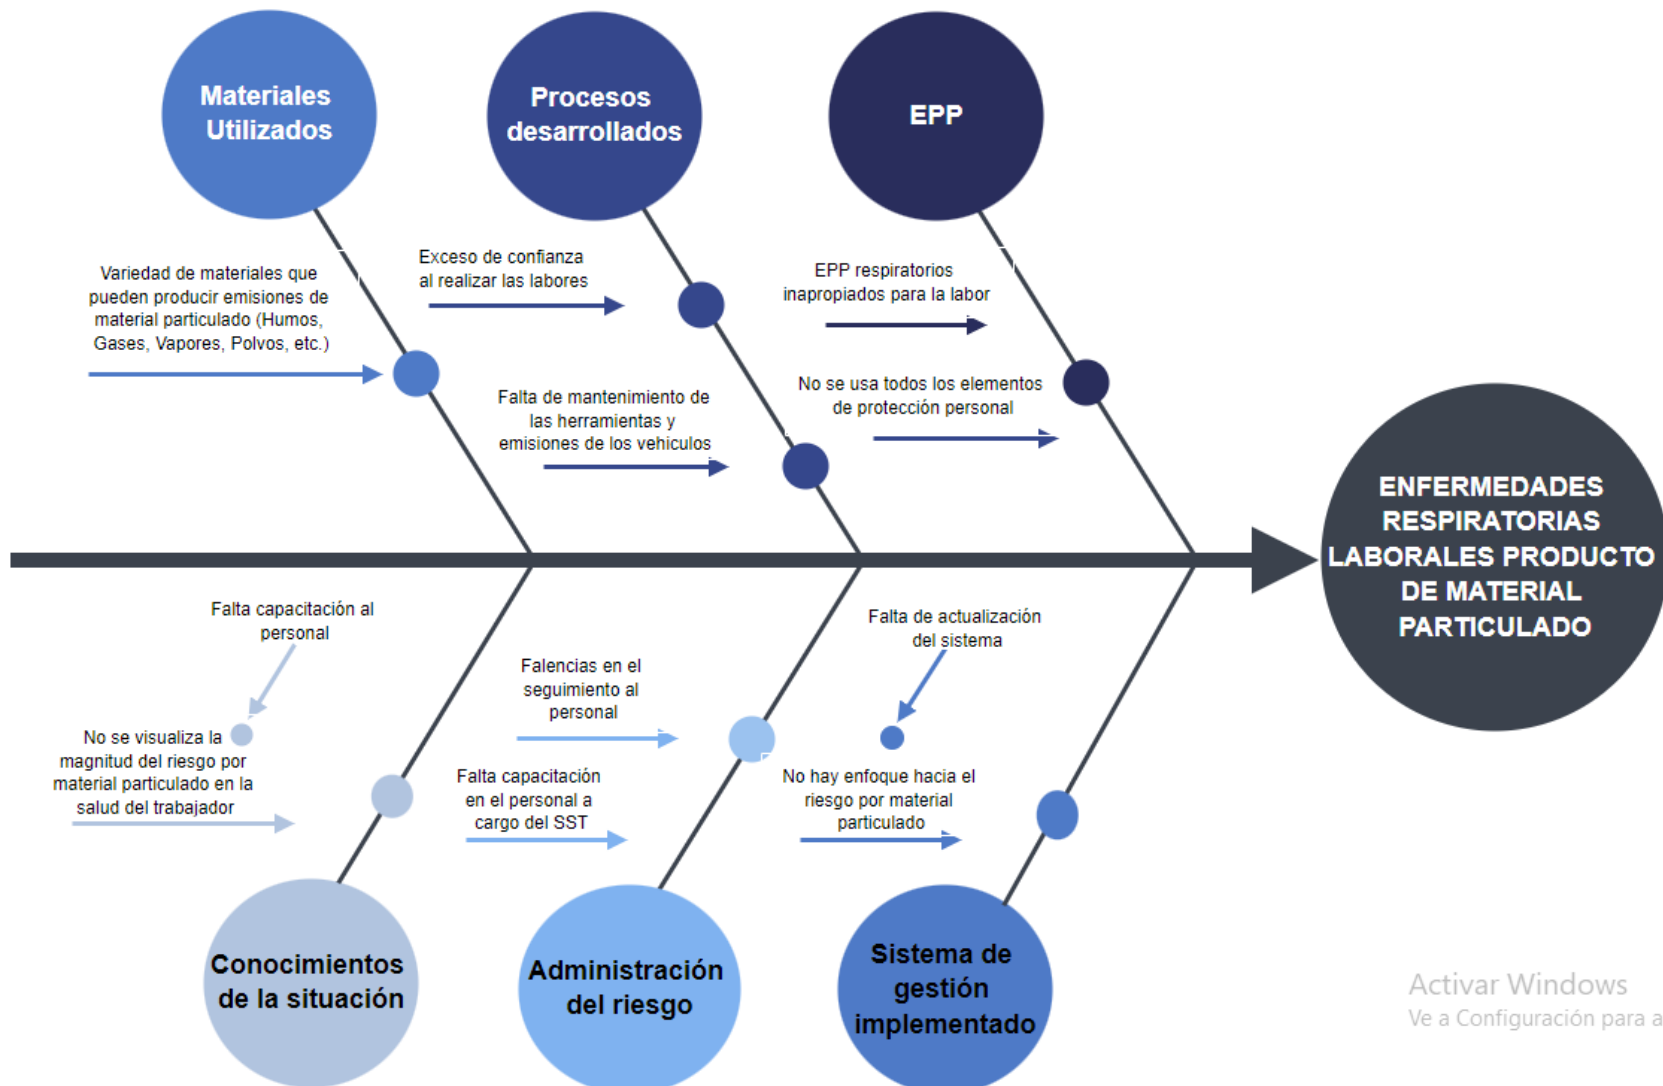 Materiales
Utilizados
Procesos
desarrollados
EPP
Variedad de materiales que
pueden producir emisiones de
material particulado (Humos,
Gases, Vapores, Polvos, etc.)
Exceso de confianza
al realizar las labores
Falta de mantenimiento de
las herramientas y
emisiones de los vehiculos
EPP respiratorios
inapropiados para la labor
No se usa todos los elementos
de protección personal
ENFERMEDADES
RESPIRATORIAS
LABORALES PRODUCTO
DE MATERIAL
PARTICULADO
Falta capacitación al
personal
No se visualiza la
magnitud del riesgo por
material particulado en la
salud del trabajador
Falencias en el
seguimiento al
personal
Falta capacitación
en el personal a
cargo del SST
Falta de actualización
del sistema
No hay enfoque hacia el
riesgo por material
particulado
Conocimientos
de la situación
Administración
del riesgo
Sistema de
gestión
implementado
Activar Windows
Ve a Configuración para a